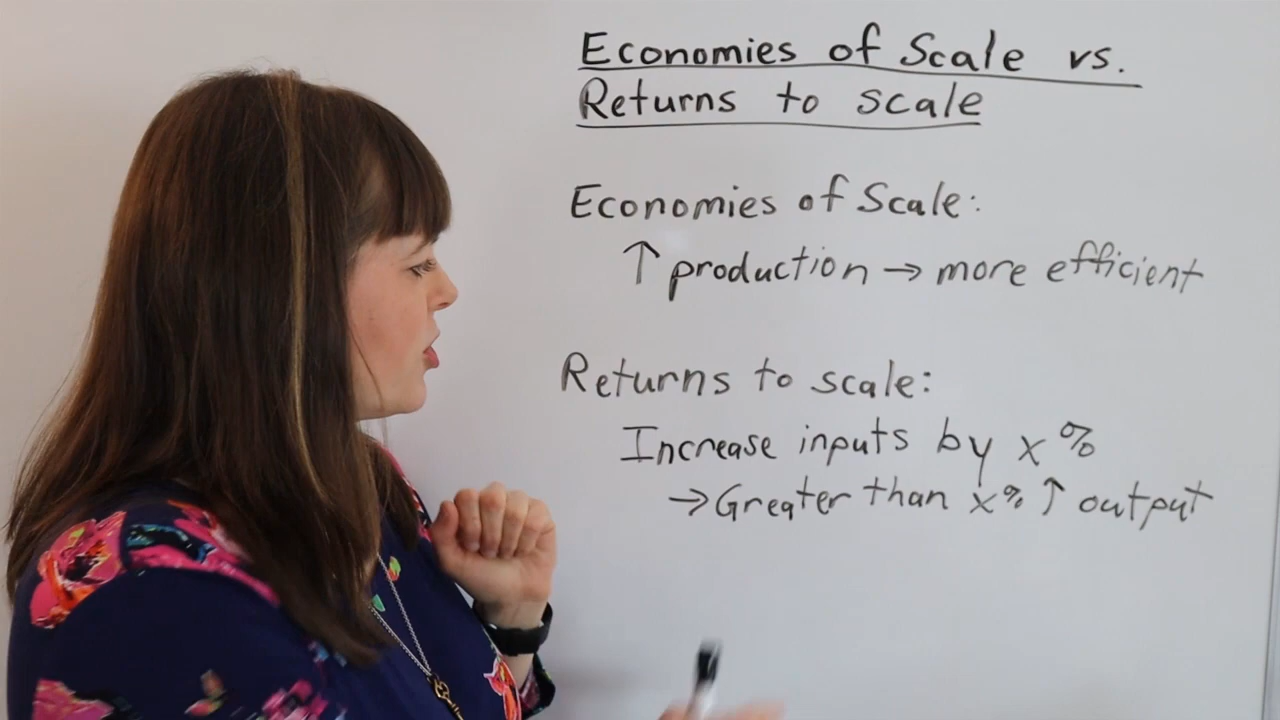 Economies of Scale vs.
Returns to scale
Economies of Scale:
↑ production → more efficient
Returns to scale:
Increase inputs by x%
→ Greater than x% ↑ output